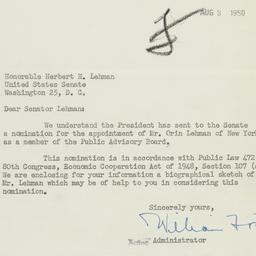 AUG 3 1950
Honorable Herbert H. Lehman
United States Senate
Washington 25, D. C.
Dear Senator Lehman:
We understand the President has sent to the Senate
a nomination for the appointment of Mr. Orin Lehman of New York
as a member of the Public Advisory Board.
This nomination is in accordance with Public Law 472
80th Congress, Economic Cooperation Act of 1948, Section 107 (
We are enclosing for your information a biographical sketch of
Mr. Lehman which may be of help to you in considering this
nomination.
Sincerely yours,
William
Acting Administrator